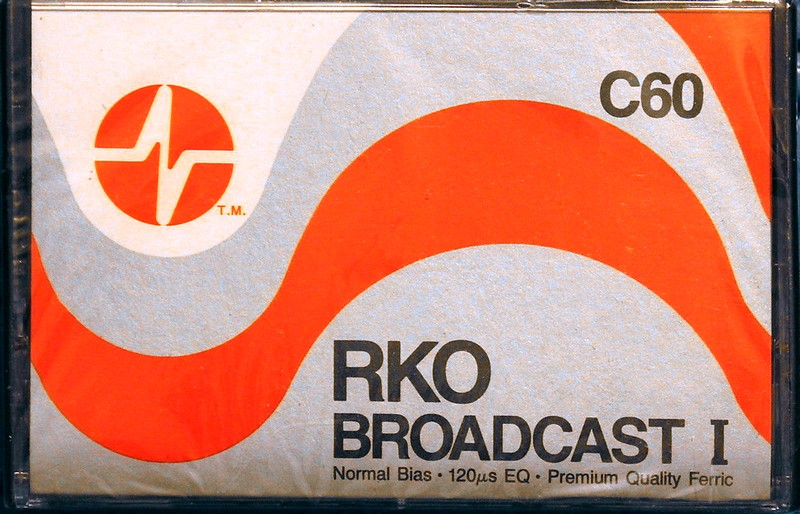 C60
T.M.
RKO
BROADCAST I
Normal Bias · 120µs EQ · Premium Quality Ferric